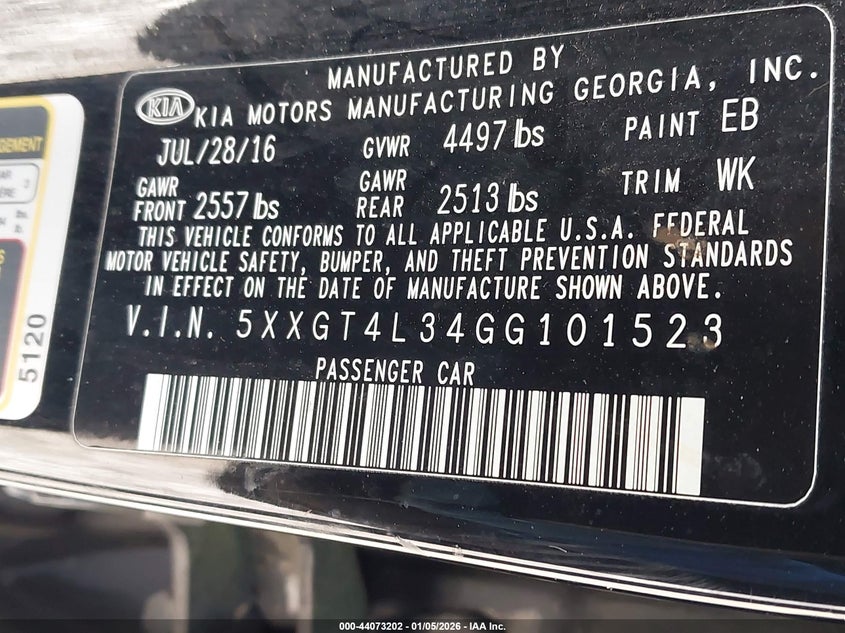 MANUFACTURED BY
KIA KIA MOTORS MANUFACTURING GEORGIA, INC.
JUL/28/16 GVWR 4497 lbs PAINT EB
GAWR FRONT 2557 lbs GAWR REAR 2513 lbs TRIM WK
THIS VEHICLE CONFORMS TO ALL APPLICABLE U.S.A. FEDERAL
MOTOR VEHICLE SAFETY, BUMPER, AND THEFT PREVENTION STANDARDS
IN EFFECT ON THE DATE OF MANUFACTURE SHOWN ABOVE.
V.I.N. 5XXGT4L34GG101523
PASSENGER CAR
5120
000-44073202 - 01/05/2026 - IAA Inc.